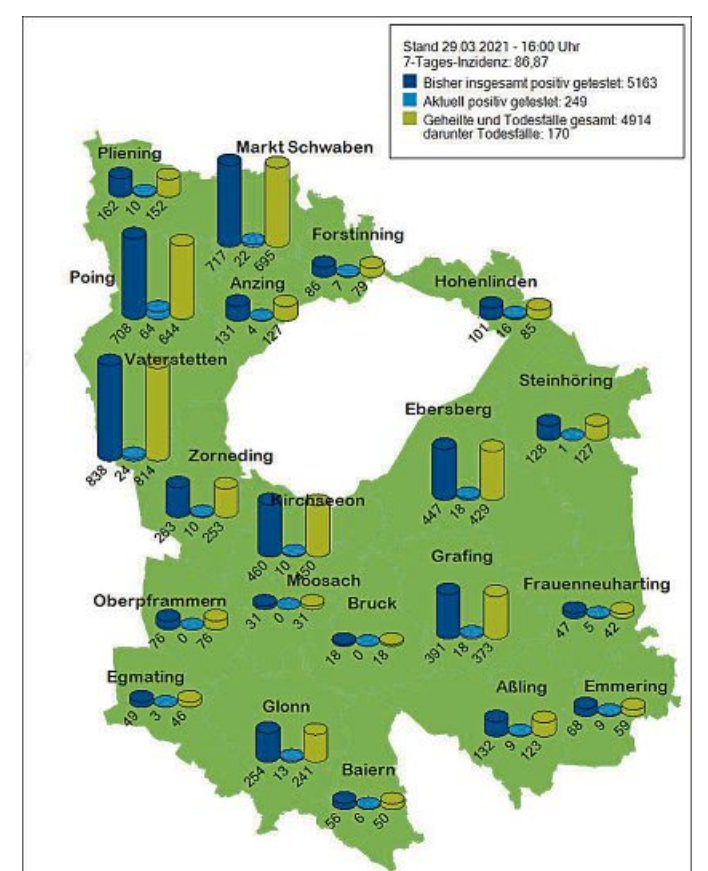 Stand 29.03.2021 - 16:00 Uhr
7-Tages-Inzidenz: 86,87
Bisher insgesamt positiv getestet: 5163
Aktuell positiv getestet: 249
Geheilte und Todesfälle gesamt: 4914
darunter Todesfälle: 170
Pliening
162 10 152
Markt Schwaben
717 22 695
Forstinning
86 7 79
Poing
708 64 644
Anzing
131 4 127
Hohenlinden
101 16 85
Vaterstetten
838 24 814
Steinhöring
128 1 127
Ebersberg
447 18 429
Zorneding
263 10 253
Kirchseeon
460 10 450
Grafing
391 18 373
Moosach
31 0 31
Bruck
18 0 18
Frauenneuharting
47 5 42
Oberpframmern
76 0 76
Egmating
49 3 46
Glonn
254 13 241
Aßling
132 9 123
Emmering
68 9 59
Baiern
56 6 50